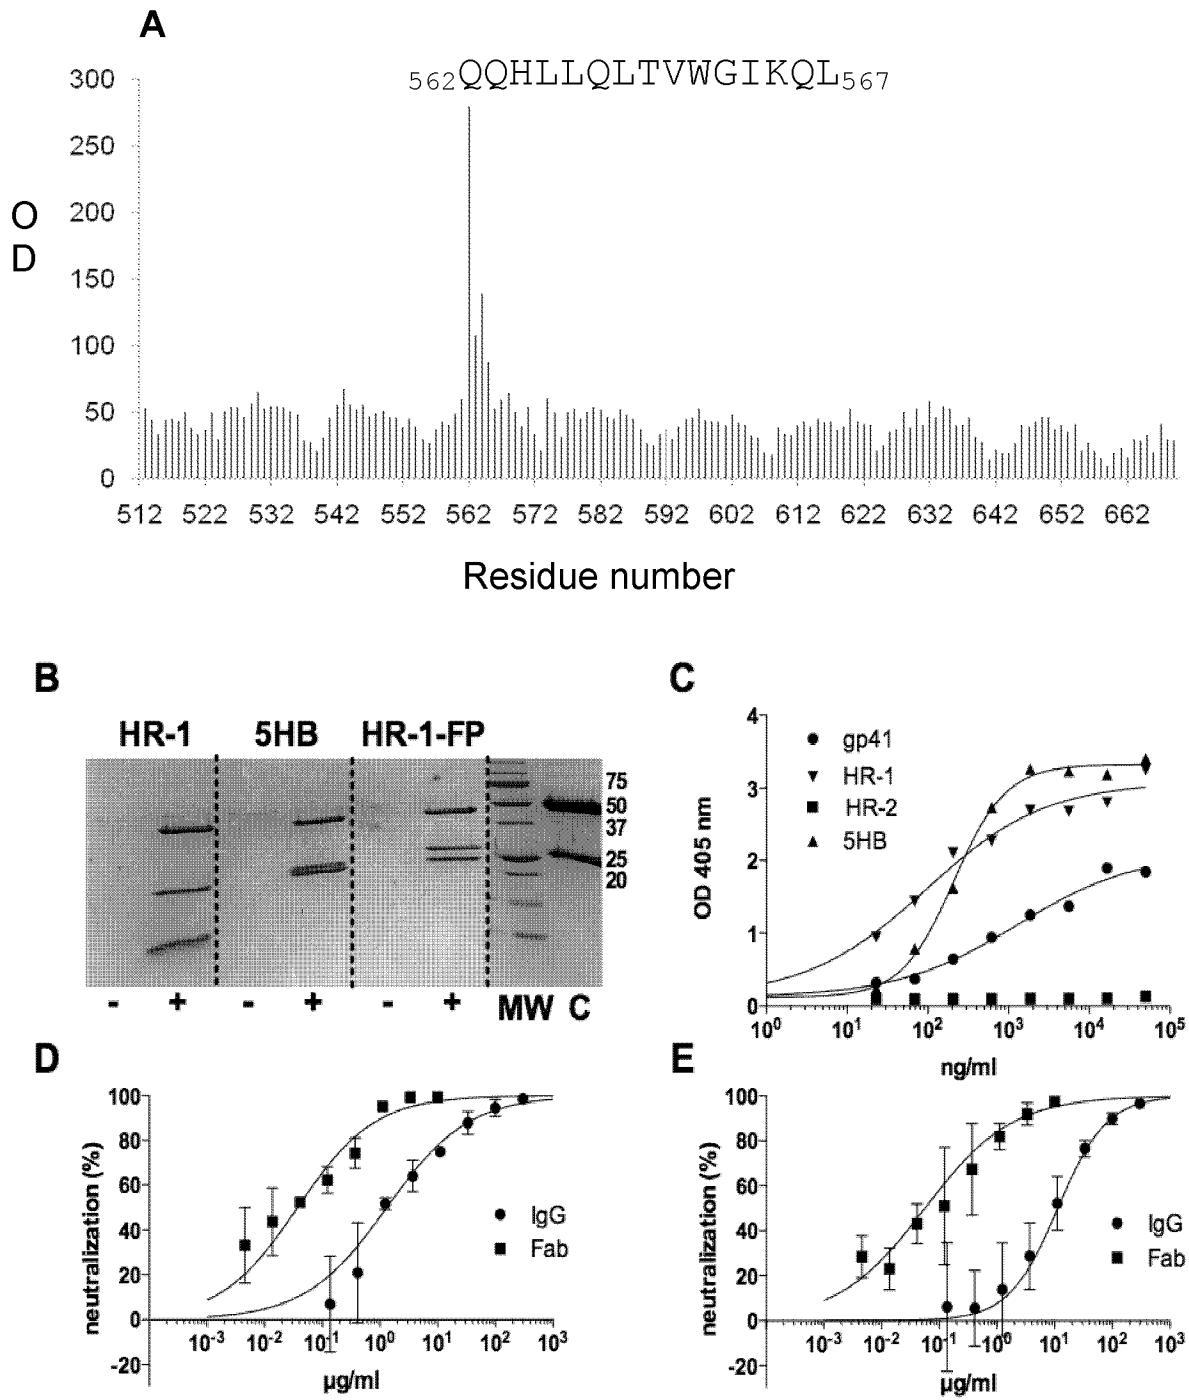 A
562QQHLLQLTVWGIKQL567
300
250
200
150
100
50
0
O
D
512 522 532 542 552 562 572 582 592 602 612 622 632 642 652 662
Residue number
B
HR-1 5HB HR-1-FP
75
50
37
25
20
- + - + - + MW C
C
4
3
2
1
0
OD 405 nm
gp41
HR-1
HR-2
5HB
10^0 10^1 10^2 10^3 10^4 10^5
ng/ml
D
100
80
60
40
20
0
-20
neutralization (%)
IgG
Fab
10^-3 10^-2 10^-1 10^0 10^1 10^2 10^3
µg/ml
E
100
80
60
40
20
0
-20
neutralization (%)
IgG
Fab
10^-3 10^-2 10^-1 10^0 10^1 10^2 10^3
µg/ml